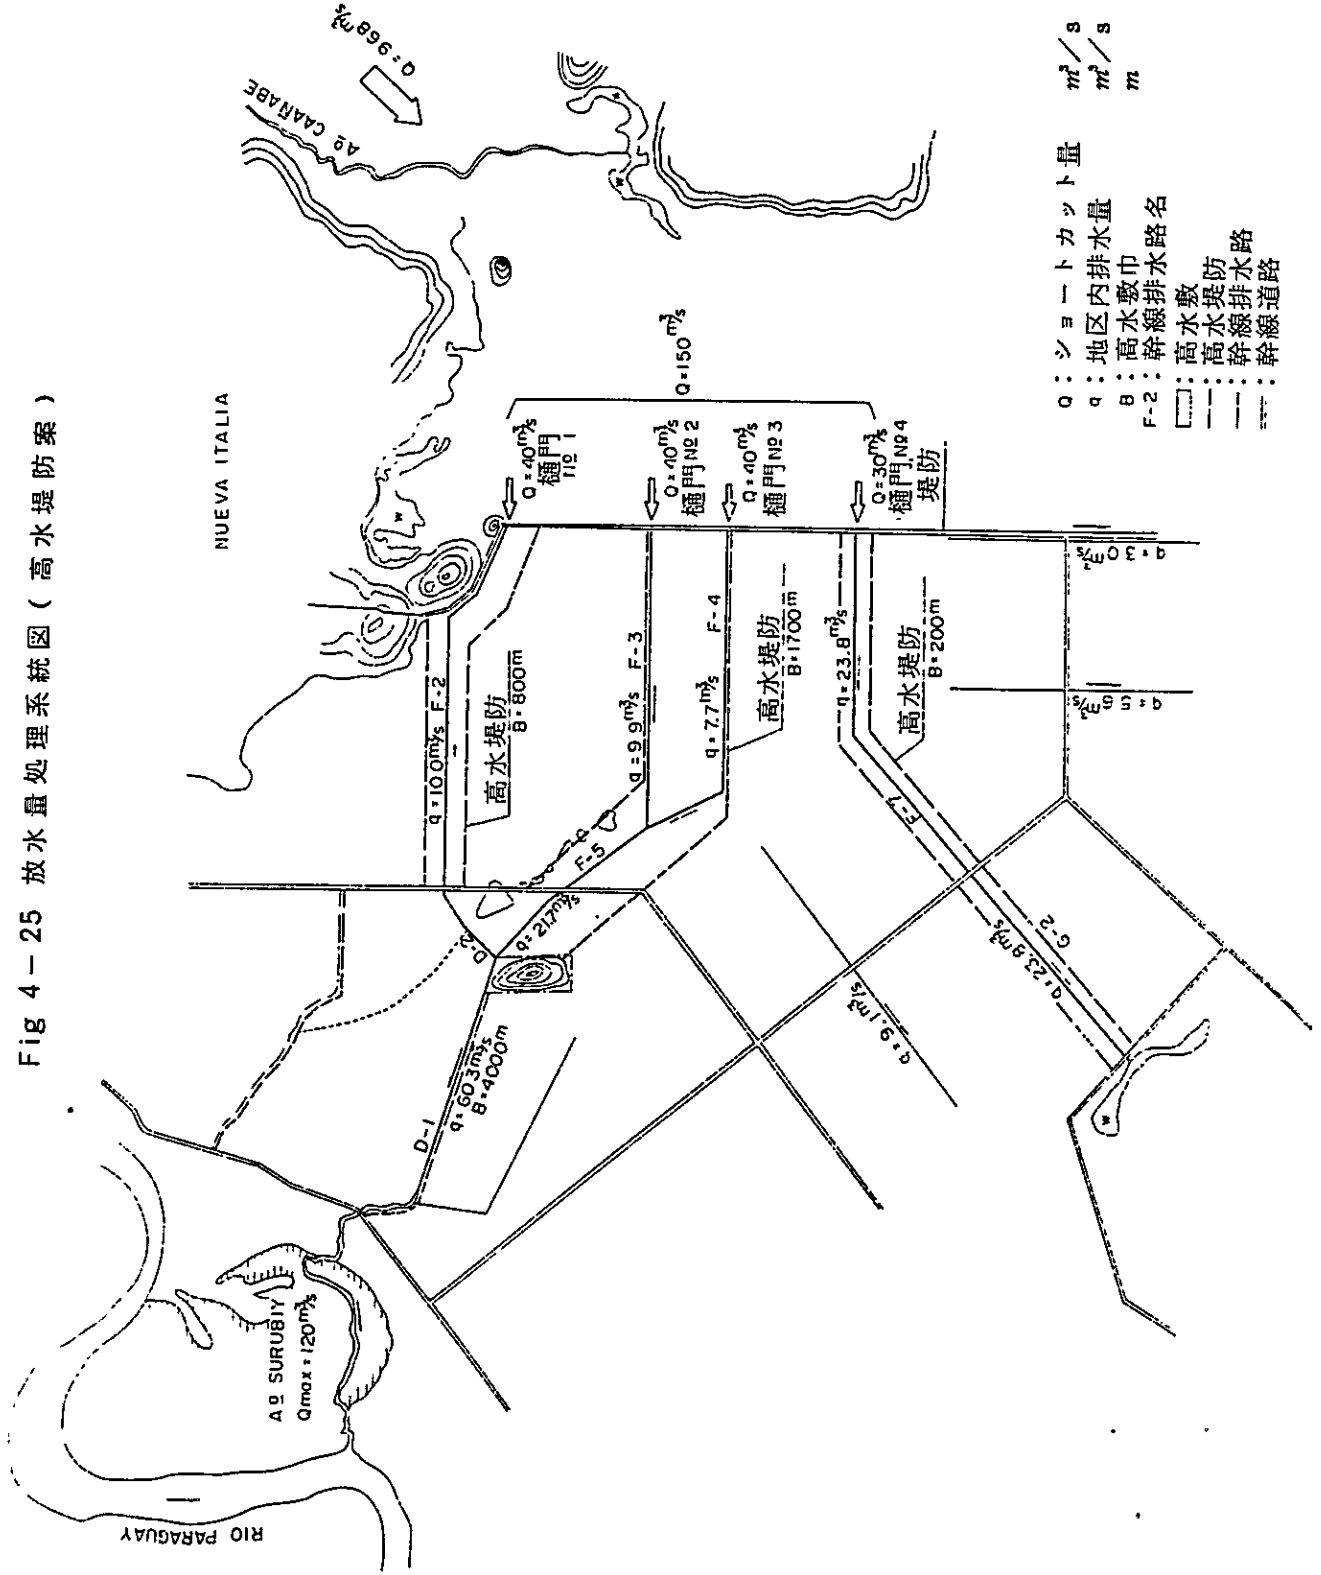 Fig 4-25 放水量処理系統図(高水堤防案)
NUEVA ITALIA
Aº CAAÑABE
Q=968m³/s
RIO PARAGUAY
Aº SURUBIY
Qmax=120m³/s
D-1
q=60.3m³/s
B=4000m
D-2
q=21.7m³/s
F-5
q=10.0m³/s F-2
高水堤防
B=800m
q=9.9m³/s F-3
q=7.7m³/s F-4
高水堤防
B=1700m
q=23.8m³/s
高水堤防
B=200m
F-7
q=23.8m³/s
G-2
q=9.1m³/s
q=5.6m³/s
q=3.0m³/s
Q=40m³/s
樋門
Nº 1
Q=40m³/s
樋門Nº 2
Q=40m³/s
樋門Nº 3
Q=30m³/s
樋門Nº 4
堤防
Q=150m³/s
W
W
W
W
Q:ショートカット量 m³/s
q:地区内排水量 m³/s
B:高水敷巾 m
F-2:幹線排水路名
:高水敷
:高水堤防
:幹線排水路
:幹線道路